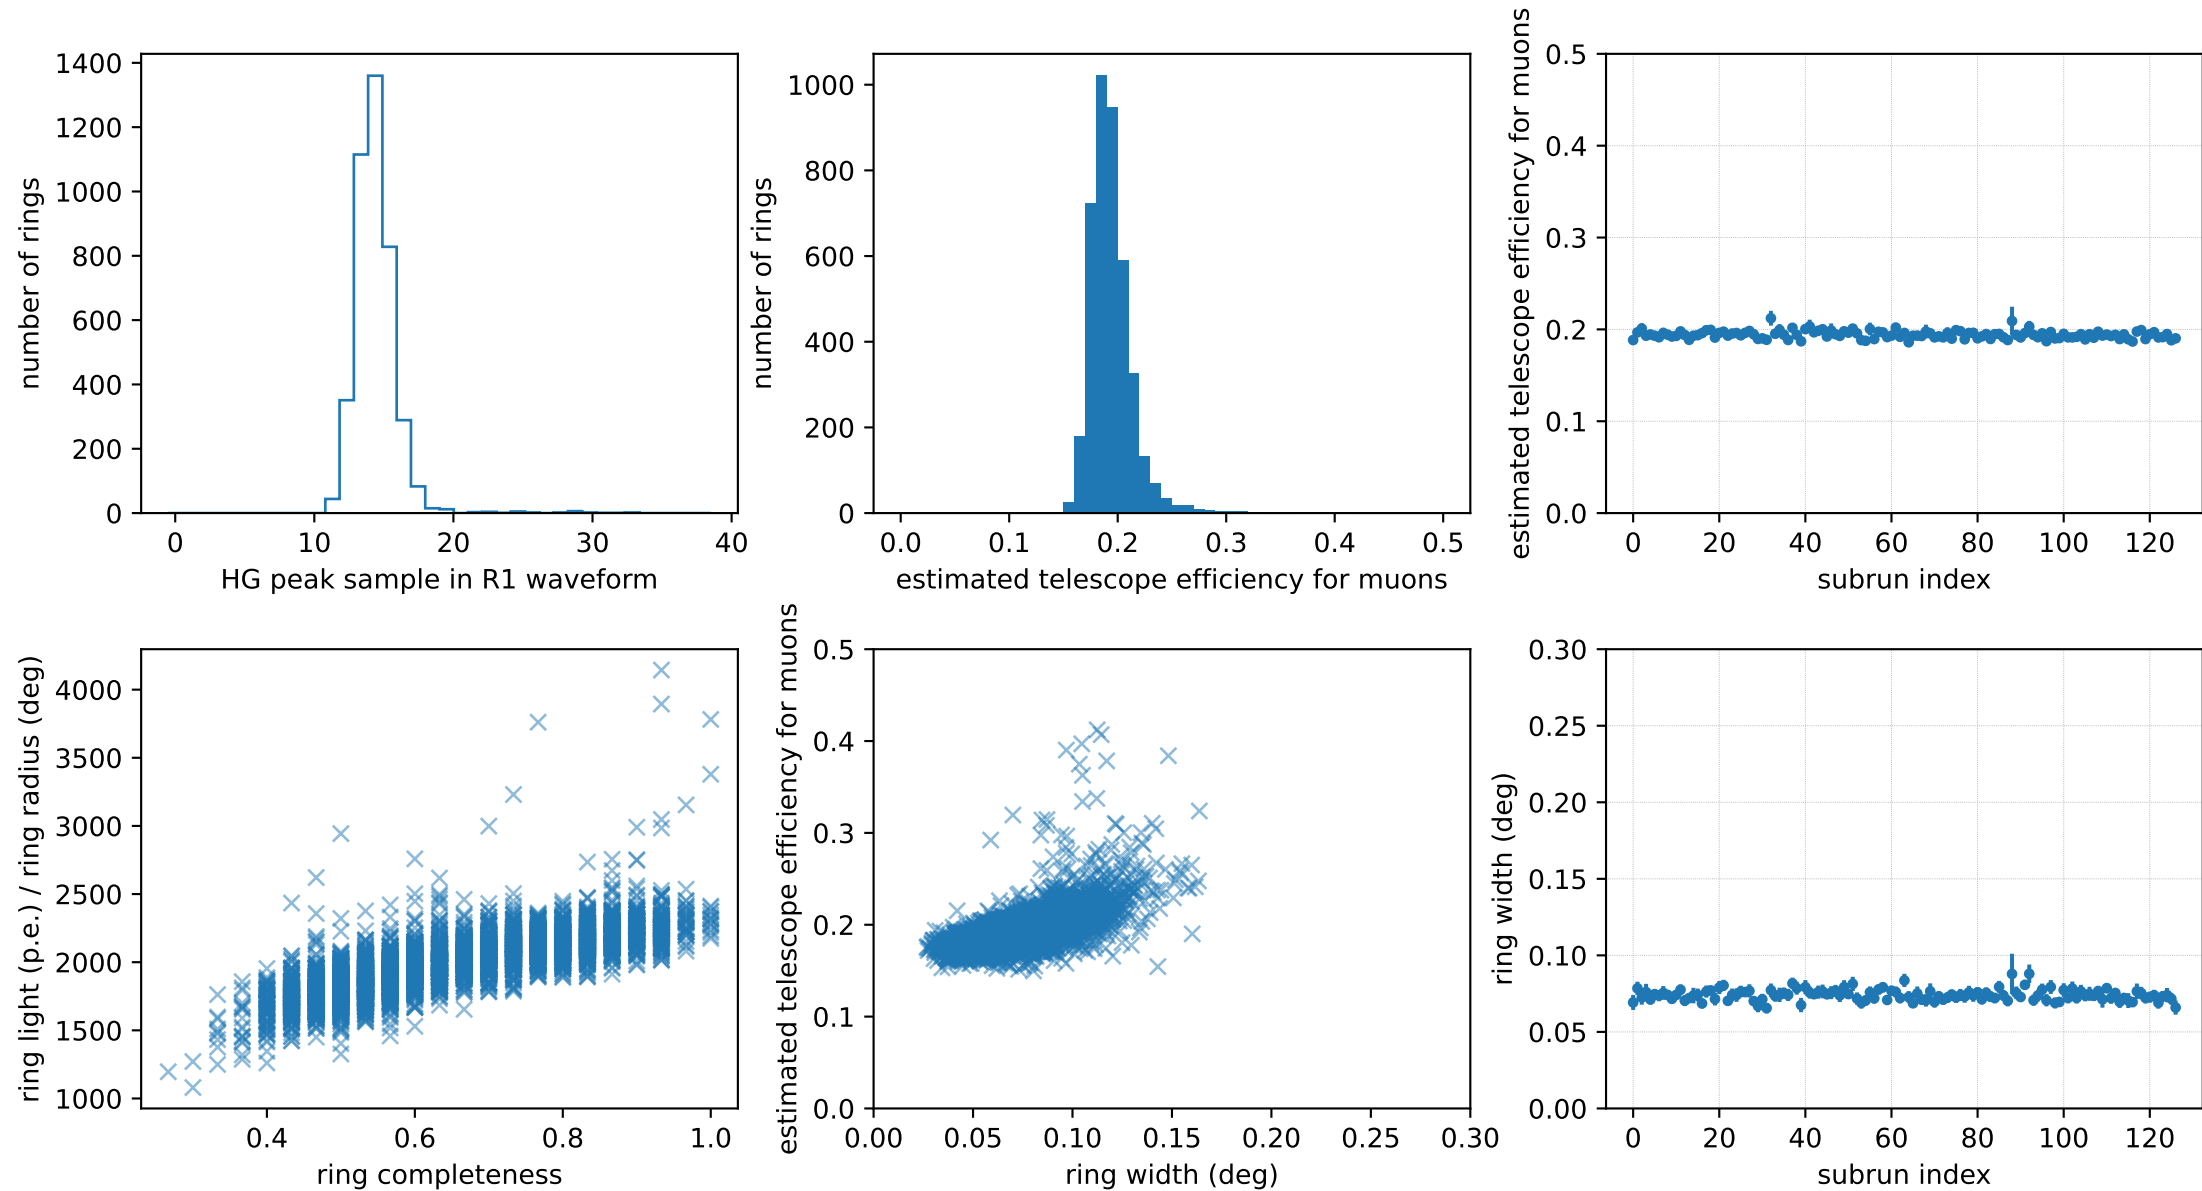 1400
1200
1000
800
600
400
200
0
number of rings
0 10 20 30 40
HG peak sample in R1 waveform
1000
800
600
400
200
0
number of rings
0.0 0.1 0.2 0.3 0.4 0.5
estimated telescope efficiency for muons
0.5
0.4
0.3
0.2
0.1
0.0
estimated telescope efficiency for muons
0 20 40 60 80 100 120
subrun index
4000
3500
3000
2500
2000
1500
1000
ring light (p.e.) / ring radius (deg)
0.4 0.6 0.8 1.0
ring completeness
0.5
0.4
0.3
0.2
0.1
0.0
estimated telescope efficiency for muons
0.00 0.05 0.10 0.15 0.20 0.25 0.30
ring width (deg)
0.30
0.25
0.20
0.15
0.10
0.05
0.00
ring width (deg)
0 20 40 60 80 100 120
subrun index